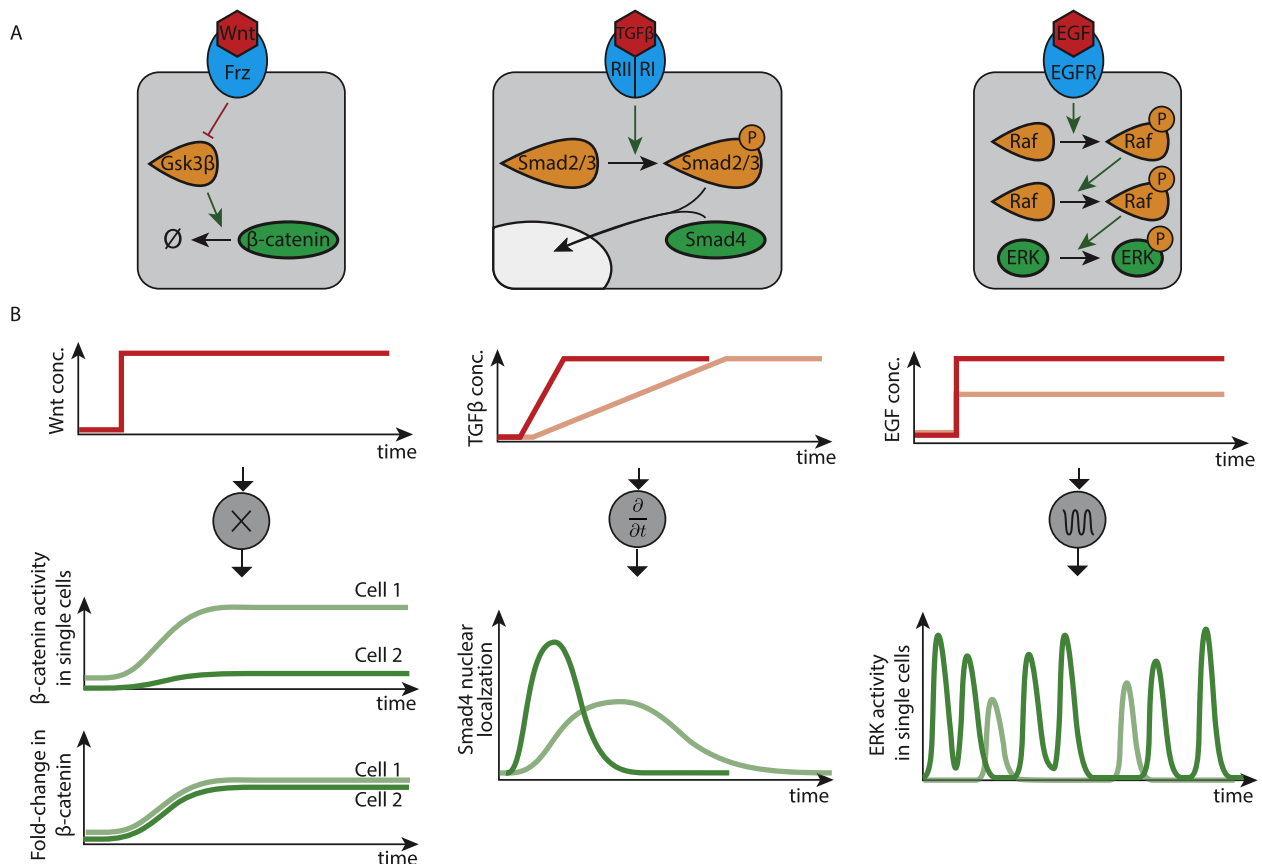 A
Wnt
Frz
Gsk3β
Ø
β-catenin
TGFβ
RII
RI
Smad2/3
P
Smad2/3
Smad4
EGF
EGFR
Raf
P
Raf
Raf
P
Raf
ERK
P
ERK
B
Wnt conc.
time
TGFβ conc.
time
EGF conc.
time
×
∂
∂t
β-catenin activity
in single cells
Cell 1
Cell 2
time
Fold-change in
β-catenin
Cell 1
Cell 2
time
Smad4 nuclear
localzation
time
ERK activity
in single cells
time